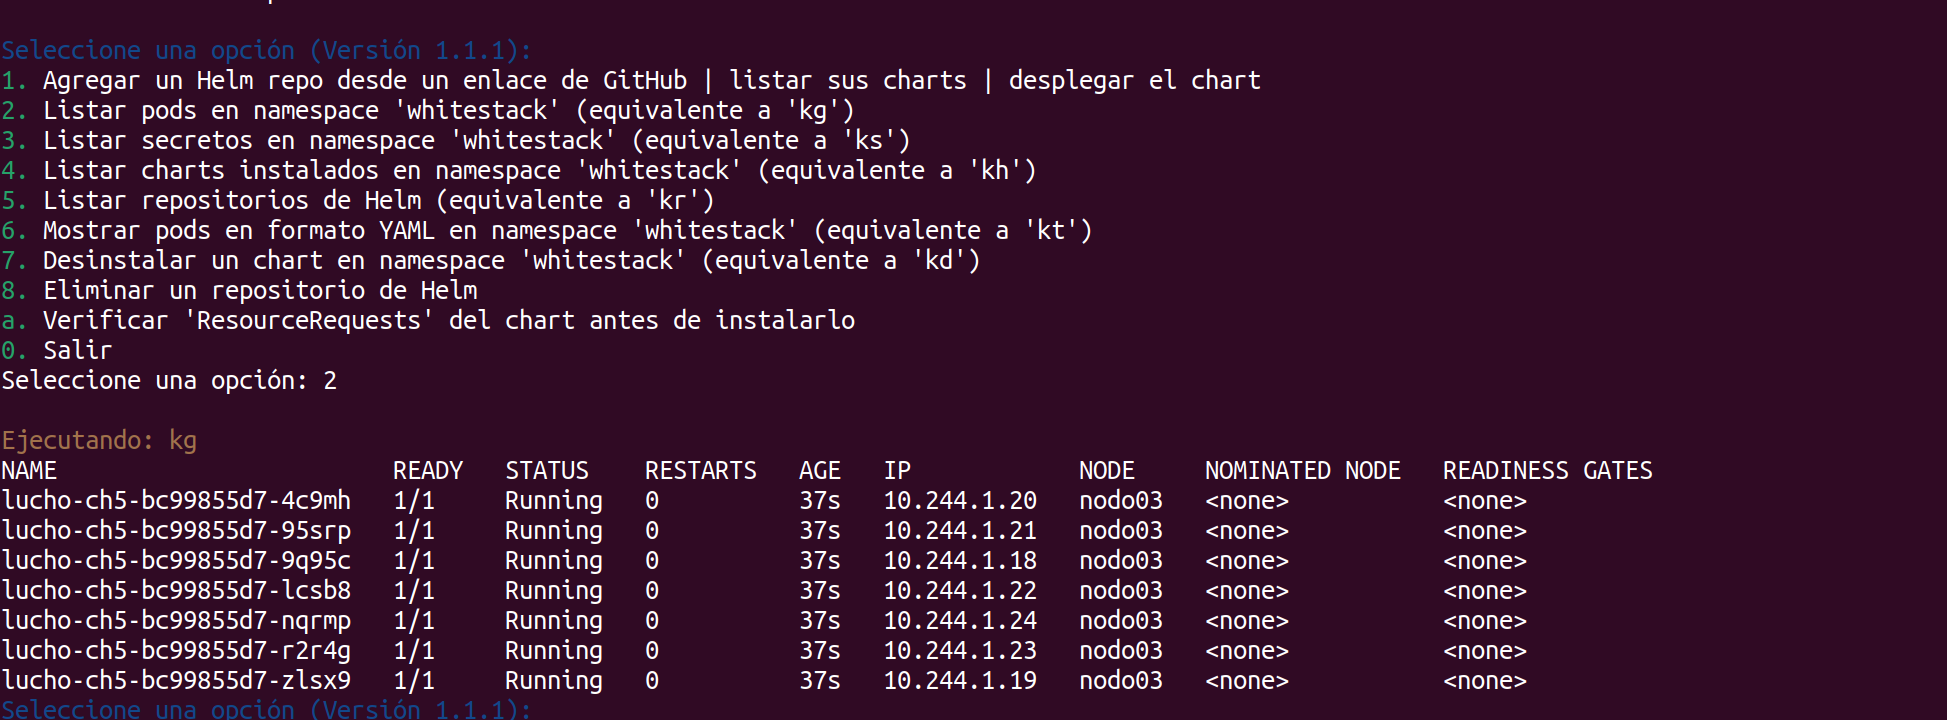 Seleccione una opción (Versión 1.1.1):
1. Agregar un Helm repo desde un enlace de GitHub | listar sus charts | desplegar el chart
2. Listar pods en namespace 'whitestack' (equivalente a 'kg')
3. Listar secretos en namespace 'whitestack' (equivalente a 'ks')
4. Listar charts instalados en namespace 'whitestack' (equivalente a 'kh')
5. Listar repositorios de Helm (equivalente a 'kr')
6. Mostrar pods en formato YAML en namespace 'whitestack' (equivalente a 'kt')
7. Desinstalar un chart en namespace 'whitestack' (equivalente a 'kd')
8. Eliminar un repositorio de Helm
a. Verificar 'ResourceRequests' del chart antes de instalarlo
0. Salir
Seleccione una opción: 2
Ejecutando: kg
NAME READY STATUS RESTARTS AGE IP NODE NOMINATED NODE READINESS GATES
lucho-ch5-bc99855d7-4c9mh 1/1 Running 0 37s 10.244.1.20 nodo03 <none> <none>
lucho-ch5-bc99855d7-95srp 1/1 Running 0 37s 10.244.1.21 nodo03 <none> <none>
lucho-ch5-bc99855d7-9q95c 1/1 Running 0 37s 10.244.1.18 nodo03 <none> <none>
lucho-ch5-bc99855d7-lcsb8 1/1 Running 0 37s 10.244.1.22 nodo03 <none> <none>
lucho-ch5-bc99855d7-nqrmp 1/1 Running 0 37s 10.244.1.24 nodo03 <none> <none>
lucho-ch5-bc99855d7-r2r4g 1/1 Running 0 37s 10.244.1.23 nodo03 <none> <none>
lucho-ch5-bc99855d7-zlsx9 1/1 Running 0 37s 10.244.1.19 nodo03 <none> <none>
Seleccione una opción (Versión 1.1.1):